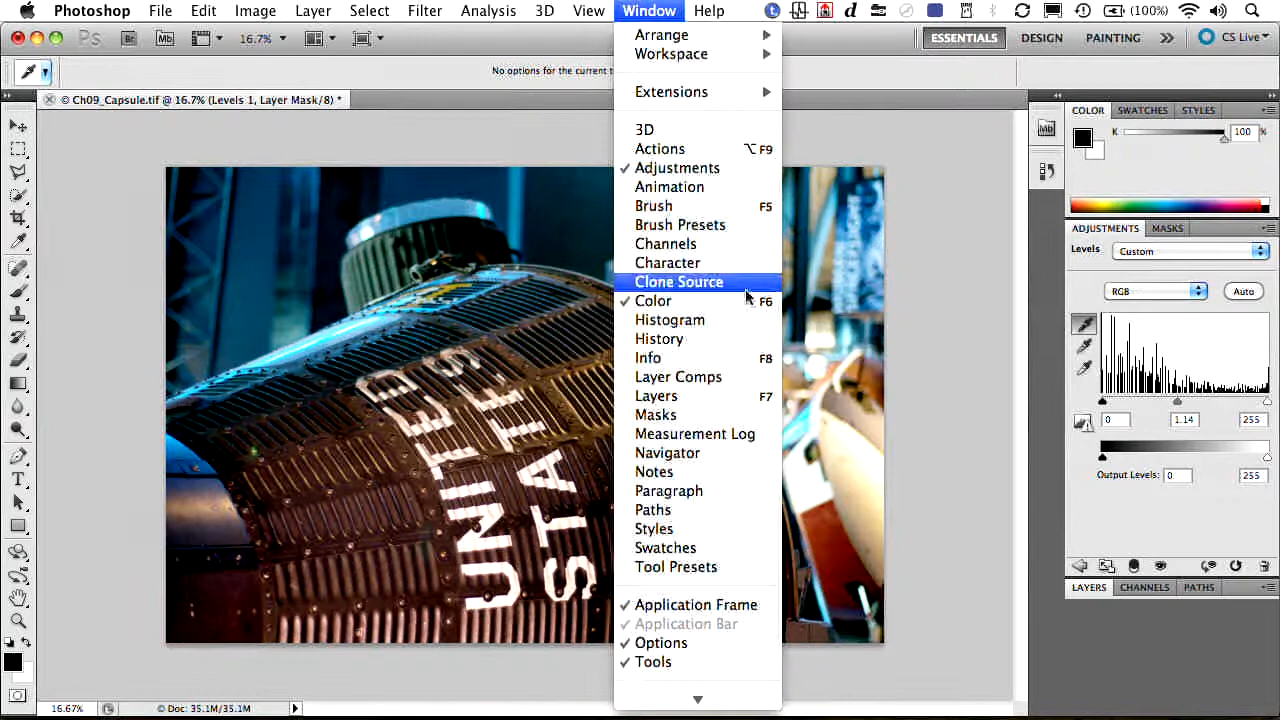 Photoshop File Edit Image Layer Select Filter Analysis 3D View Window Help (100%)
Ps Br Mb 16.7% ESSENTIALS DESIGN PAINTING CS Live
No options for the current t
© Ch09_Capsule.tif @ 16.7% (Levels 1, Layer Mask/8) *
Arrange
Workspace
Extensions
3D
Actions ⌥F9
Adjustments
Animation
Brush F5
Brush Presets
Channels
Character
Clone Source
Color F6
Histogram
History
Info F8
Layer Comps
Layers F7
Masks
Measurement Log
Navigator
Notes
Paragraph
Paths
Styles
Swatches
Tool Presets
Application Frame
Application Bar
Options
Tools
UNITED
STATES
Mb
COLOR SWATCHES STYLES
K 100 %
ADJUSTMENTS MASKS
Levels Custom
RGB Auto
0 1.14 255
Output Levels: 0 255
LAYERS CHANNELS PATHS
16.67% © Doc: 35.1M/35.1M